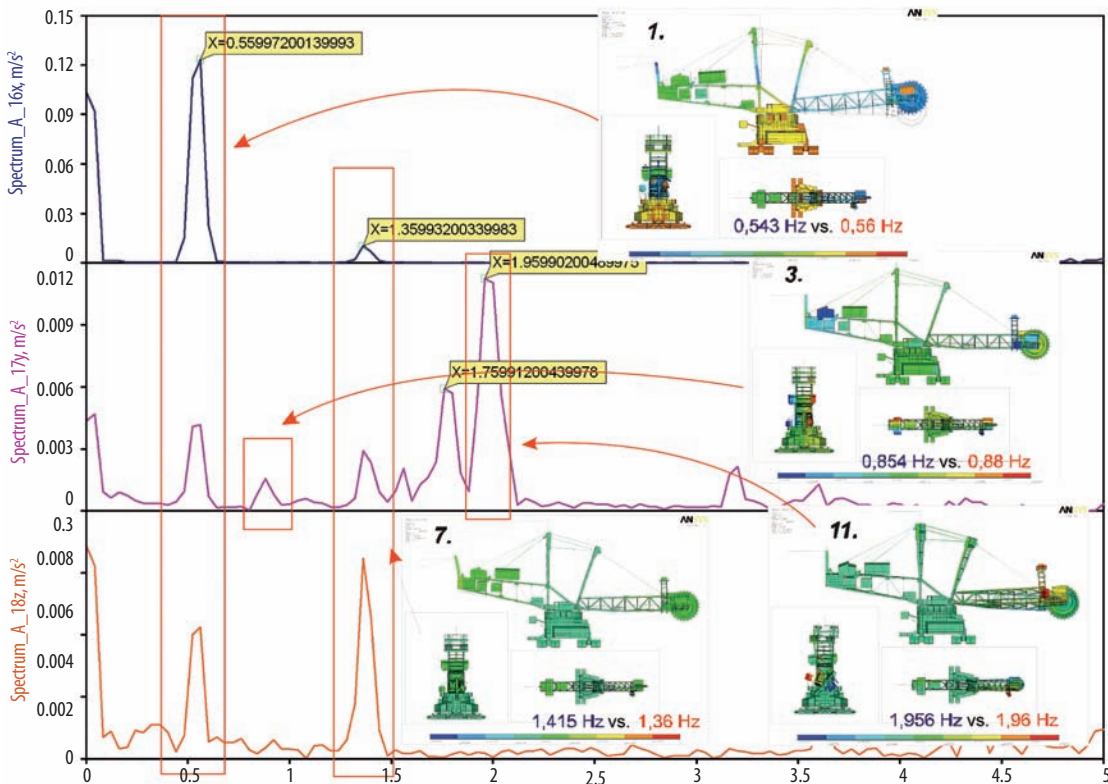 Spectrum_A_16x, m/s²
0.15
0.12
0.09
0.06
0.03
0
X=0.55997200139993
X=1.35993200339983
1.
0,543 Hz vs. 0,56 Hz
Spectrum_A_17y, m/s²
0.012
0.009
0.006
0.003
0
X=1.95990200489975
X=1.75991200439978
3.
0,854 Hz vs. 0,88 Hz
Spectrum_A_18z, m/s²
0.3
0.008
0.006
0.004
0.002
0
7.
1,415 Hz vs. 1,36 Hz
11.
1,956 Hz vs. 1,96 Hz
0 0.5 1 1.5 2 2.5 3 3.5 4 4.5 5